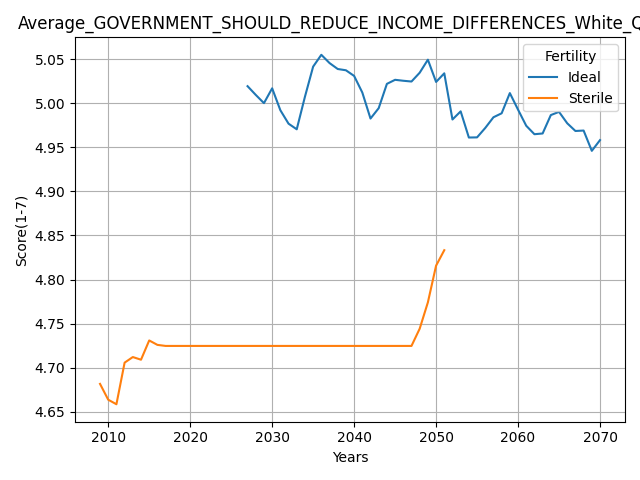 Average_GOVERNMENT_SHOULD_REDUCE_INCOME_DIFFERENCES_White_Q
Score(1-7)
5.05
5.00
4.95
4.90
4.85
4.80
4.75
4.70
4.65
Fertility
Ideal
Sterile
2010 2020 2030 2040 2050 2060 2070
Years